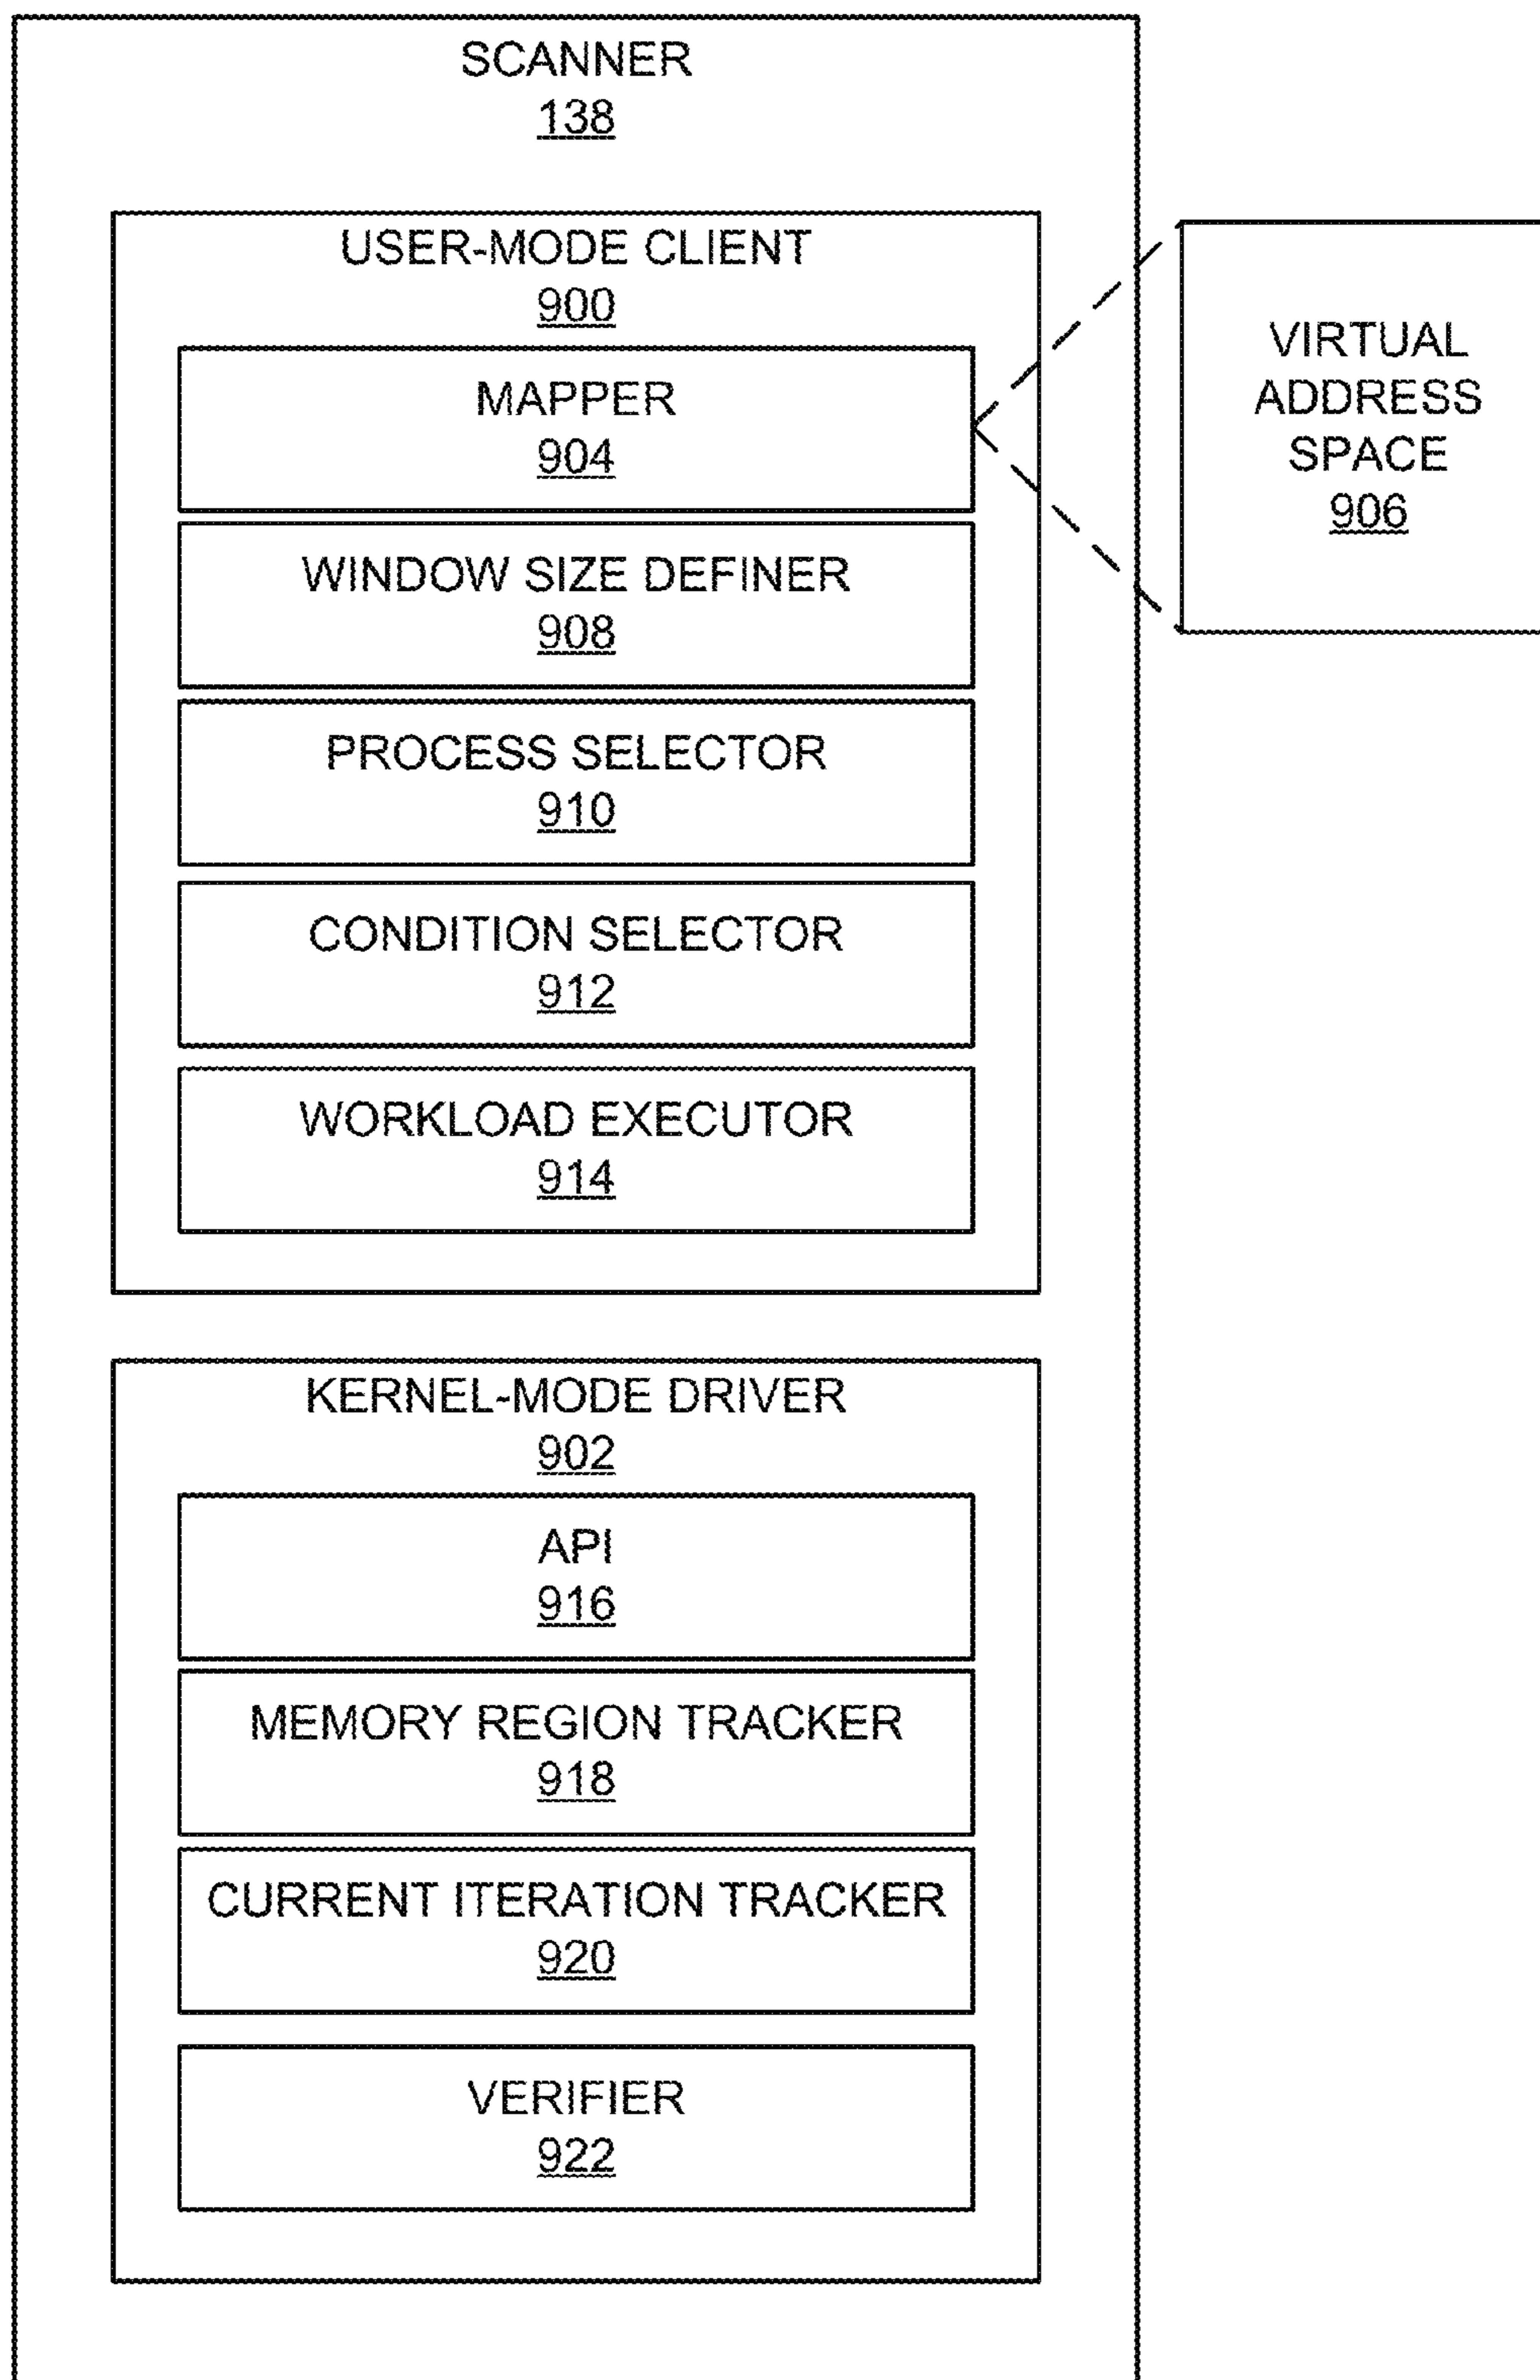 SCANNER
138
USER-MODE CLIENT
900
MAPPER
904
VIRTUAL
ADDRESS
SPACE
906
WINDOW SIZE DEFINER
908
PROCESS SELECTOR
910
CONDITION SELECTOR
912
WORKLOAD EXECUTOR
914
KERNEL-MODE DRIVER
902
API
916
MEMORY REGION TRACKER
918
CURRENT ITERATION TRACKER
920
VERIFIER
922